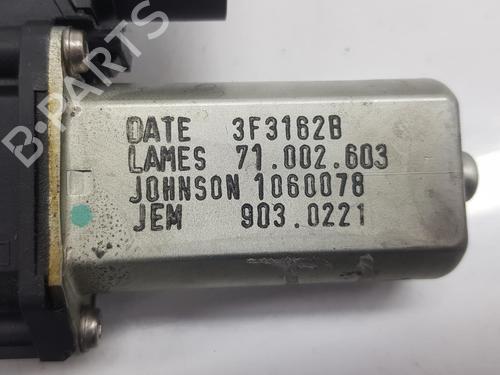 DATE 3F3162B
LAMES 71.002.603
JOHNSON 1060078
JEM 903.0221
B-PARTS